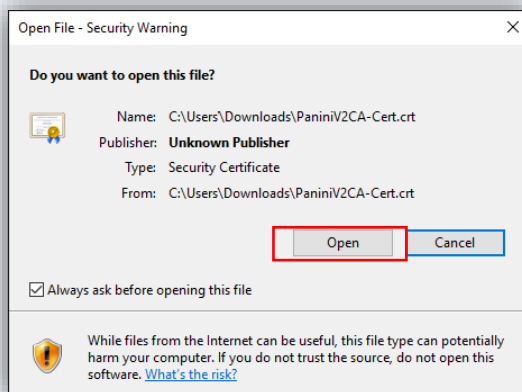 Open File - Security Warning
Do you want to open this file?
Name: C:\Users\Downloads\PaniniV2CA-Cert.crt
Publisher: Unknown Publisher
Type: Security Certificate
From: C:\Users\Downloads\PaniniV2CA-Cert.crt
Open Cancel
Always ask before opening this file
While files from the Internet can be useful, this file type can potentially
harm your computer. If you do not trust the source, do not open this
software. What's the risk?